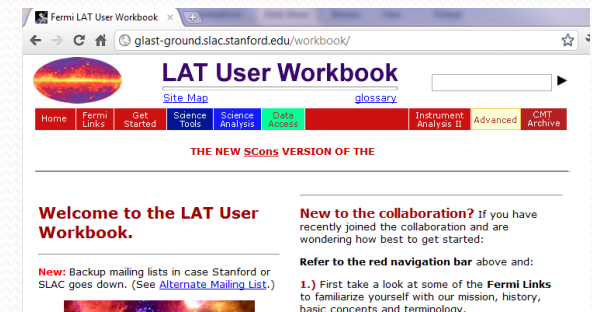 Fermi LAT User Workbook
glast-ground.slac.stanford.edu/workbook/
LAT User Workbook
Site Map glossary
Home Fermi Links Get Started Science Tools Science Analysis Data Access Instrument Analysis II Advanced CMT Archive
THE NEW SCons VERSION OF THE
Welcome to the LAT User
Workbook.
New: Backup mailing lists in case Stanford or
SLAC goes down. (See Alternate Mailing List.)
New to the collaboration? If you have
recently joined the collaboration and are
wondering how best to get started:
Refer to the red navigation bar above and:
1.) First take a look at some of the Fermi Links
to familiarize yourself with our mission, history,
basic concepts and terminology.